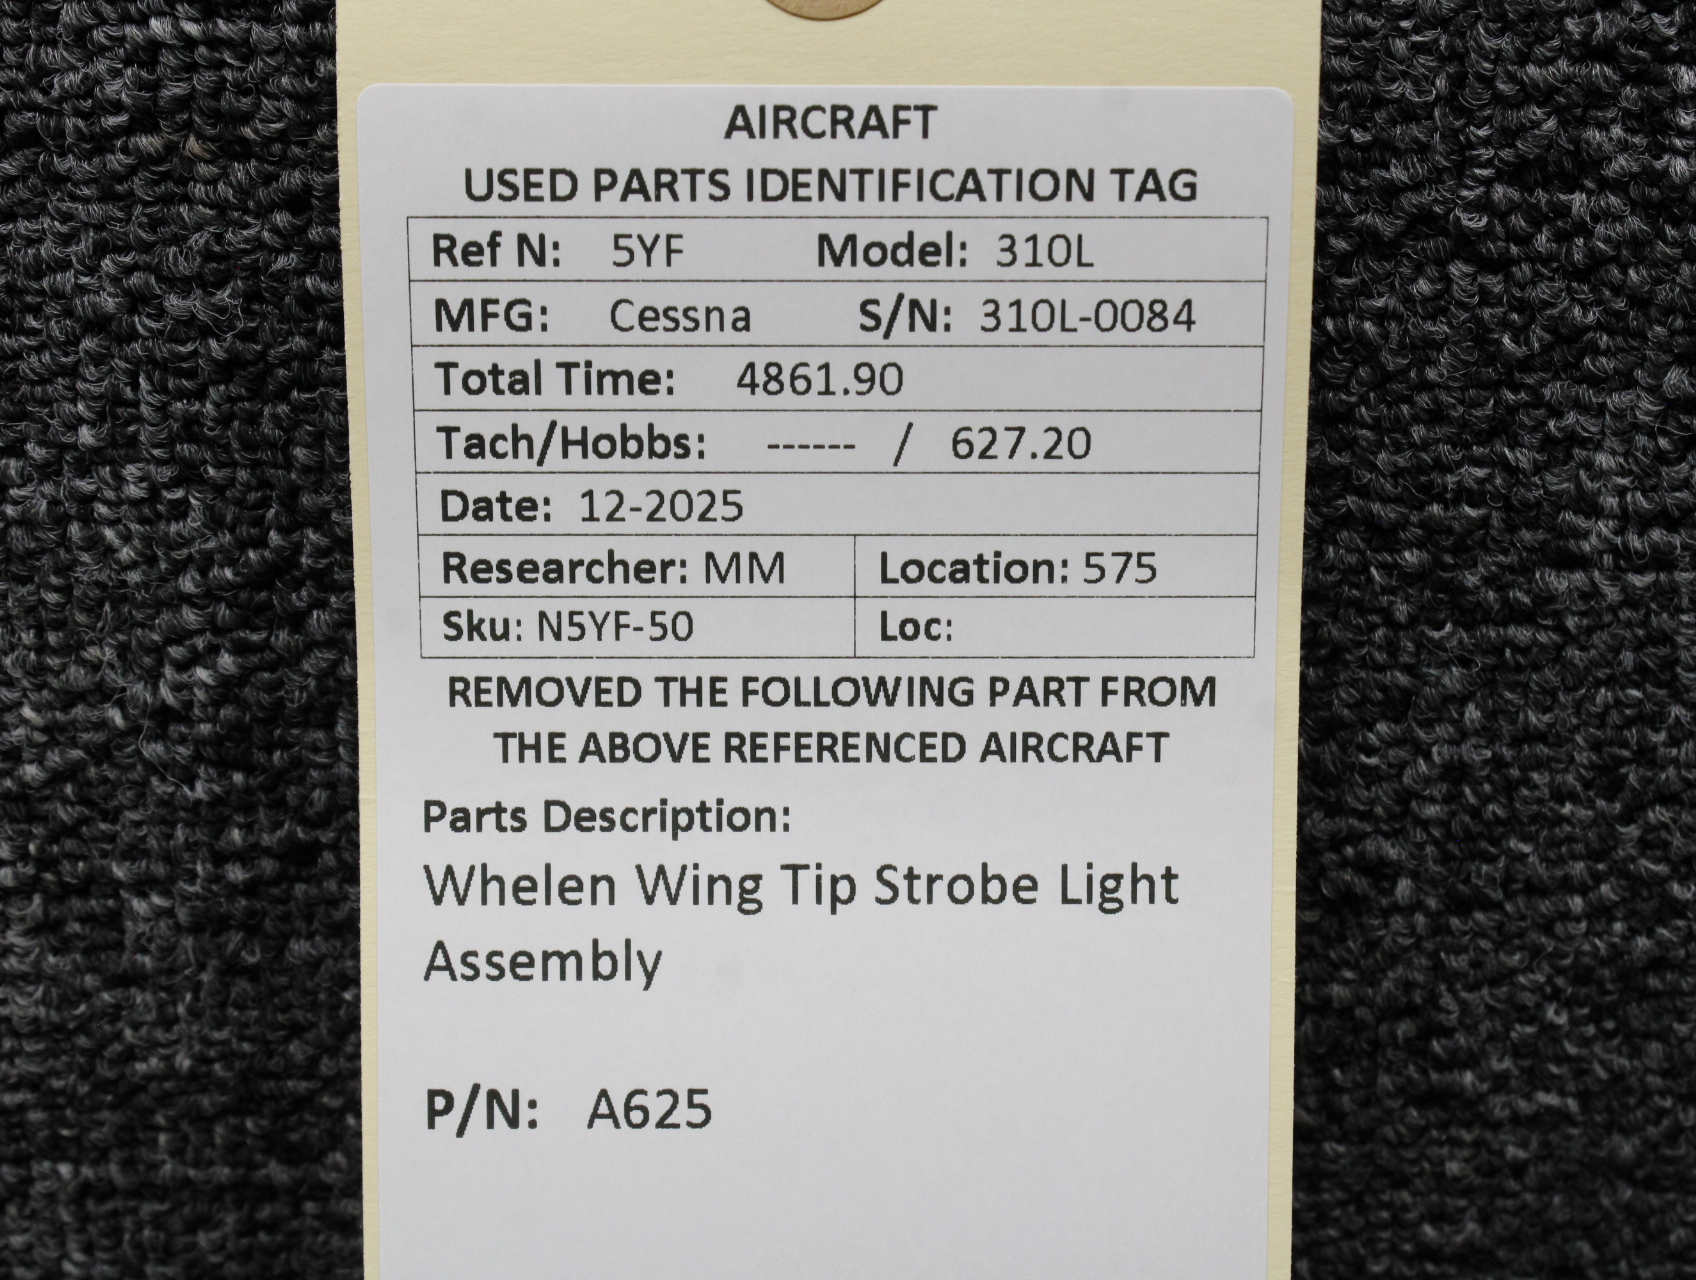 AIRCRAFT
USED PARTS IDENTIFICATION TAG
Ref N: 5YF Model: 310L
MFG: Cessna S/N: 310L-0084
Total Time: 4861.90
Tach/Hobbs: ------ / 627.20
Date: 12-2025
Researcher: MM Location: 575
Sku: N5YF-50 Loc:
REMOVED THE FOLLOWING PART FROM
THE ABOVE REFERENCED AIRCRAFT
Parts Description:
Whelen Wing Tip Strobe Light
Assembly
P/N: A625